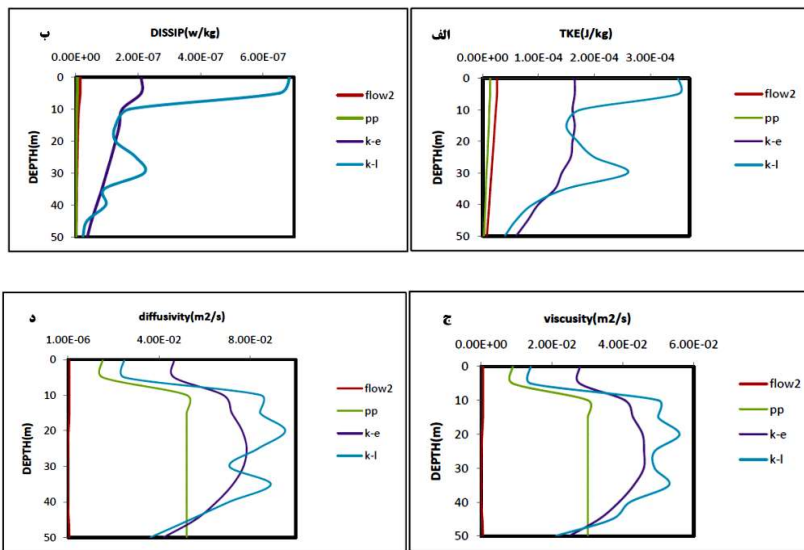 ب
DISSIP(w/kg)
0.00E+00 2.00E-07 4.00E-07 6.00E-07
0
10
20
30
40
50
DEPTH(m)
flow2
pp
k-e
k-l
الف
TKE(J/kg)
0.00E+00 1.00E-04 2.00E-04 3.00E-04
0
10
20
30
40
50
DEPTH(m)
flow2
pp
k-e
k-l
د
diffusivity(m2/s)
1.00E-06 4.00E-02 8.00E-02
0
10
20
30
40
50
DEPTH(m)
flow2
pp
k-e
k-l
ج
viscusity(m2/s)
0.00E+00 2.00E-02 4.00E-02 6.00E-02
0
10
20
30
40
50
DEPTH(m)
flow2
pp
k-e
k-l